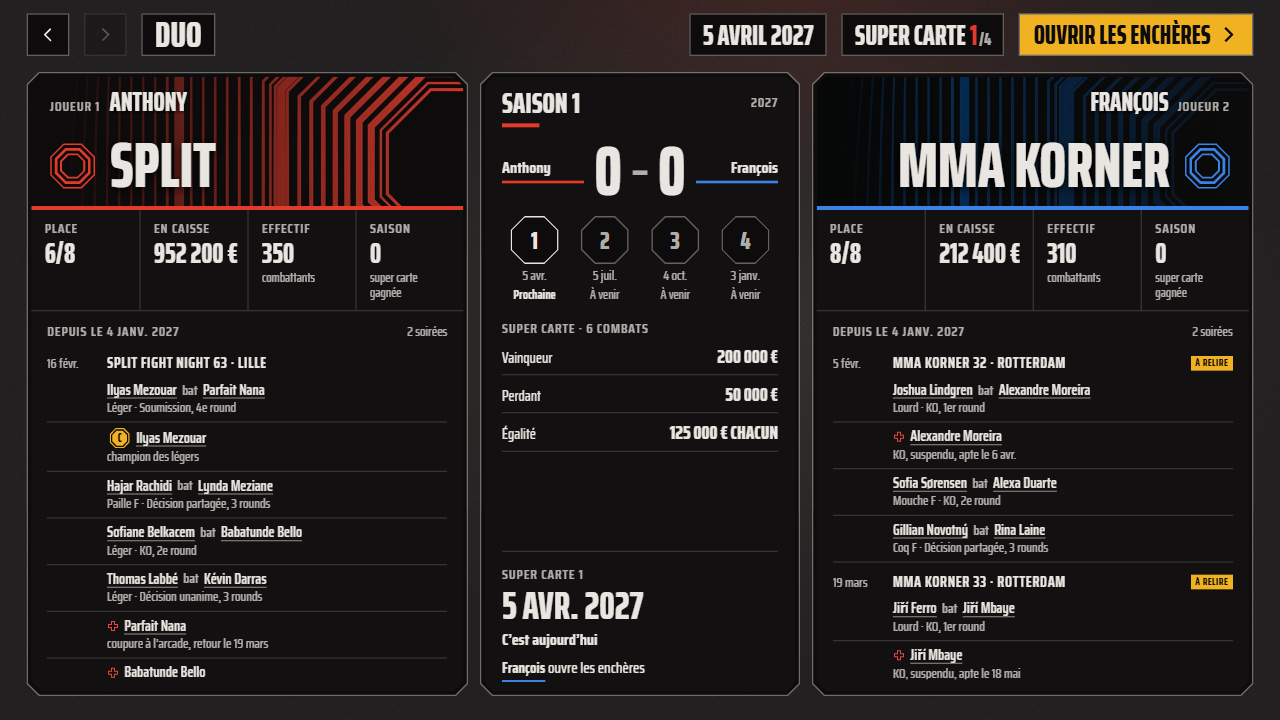 DUO
5 AVRIL 2027
SUPER CARTE 1/4
OUVRIR LES ENCHÈRES
JOUEUR 1 ANTHONY
SPLIT
PLACE
6/8
EN CAISSE
952 200 €
EFFECTIF
350
combattants
SAISON
0
super carte
gagnée
DEPUIS LE 4 JANV. 2027
2 soirées
16 févr.
SPLIT FIGHT NIGHT 63 · LILLE
Ilyas Mezouar bat Parfait Nana
Léger · Soumission, 4e round
C Ilyas Mezouar
champion des légers
Hajar Rachidi bat Lynda Meziane
Paille F · Décision partagée, 3 rounds
Sofiane Belkacem bat Babatunde Bello
Léger · KO, 2e round
Thomas Labbé bat Kévin Darras
Léger · Décision unanime, 3 rounds
Parfait Nana
coupure à l'arcade, retour le 19 mars
Babatunde Bello
SAISON 1
2027
Anthony
0 – 0
François
1
5 avr.
Prochaine
2
5 juil.
À venir
3
4 oct.
À venir
4
3 janv.
À venir
SUPER CARTE · 6 COMBATS
Vainqueur 200 000 €
Perdant 50 000 €
Égalité 125 000 € CHACUN
SUPER CARTE 1
5 AVR. 2027
C'est aujourd'hui
François ouvre les enchères
FRANÇOIS JOUEUR 2
MMA KORNER
PLACE
8/8
EN CAISSE
212 400 €
EFFECTIF
310
combattants
SAISON
0
super carte
gagnée
DEPUIS LE 4 JANV. 2027
2 soirées
5 févr.
MMA KORNER 32 · ROTTERDAM
À RELIRE
Joshua Lindgren bat Alexandre Moreira
Lourd · KO, 1er round
Alexandre Moreira
KO, suspendu, apte le 6 avr.
Sofia Sørensen bat Alexa Duarte
Mouche F · KO, 2e round
Gillian Novotný bat Rina Laine
Coq F · Décision partagée, 3 rounds
19 mars
MMA KORNER 33 · ROTTERDAM
À RELIRE
Jiří Ferro bat Jiří Mbaye
Lourd · KO, 1er round
Jiří Mbaye
KO, suspendu, apte le 18 mai